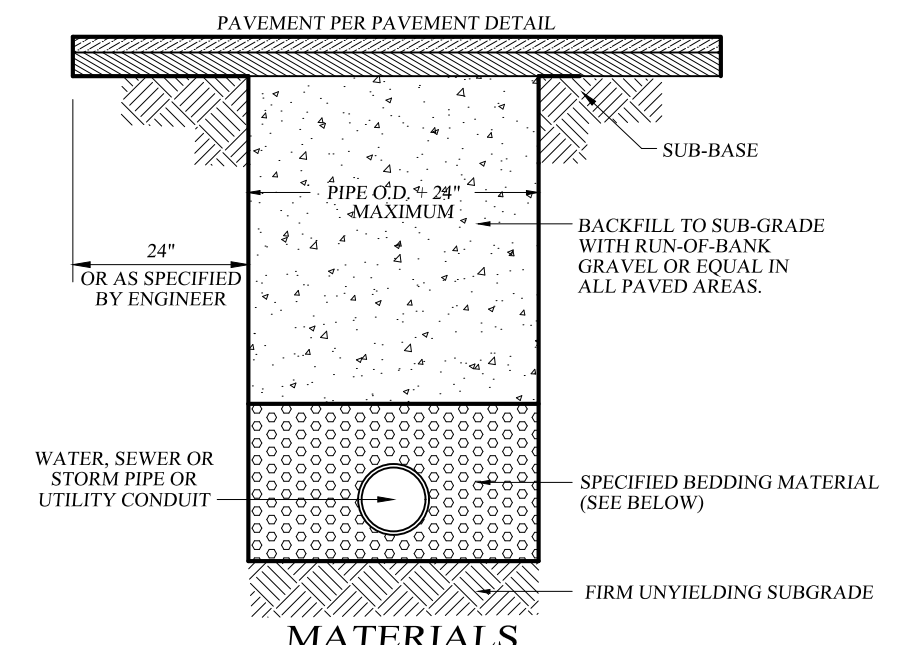 PAVEMENT PER PAVEMENT DETAIL
SUB-BASE
PIPE O.D. + 24"
MAXIMUM
BACKFILL TO SUB-GRADE
WITH RUN-OF-BANK
GRAVEL OR EQUAL IN
ALL PAVED AREAS.
24"
OR AS SPECIFIED
BY ENGINEER
WATER, SEWER OR
STORM PIPE OR
UTILITY CONDUIT
SPECIFIED BEDDING MATERIAL
(SEE BELOW)
FIRM UNYIELDING SUBGRADE
MATERIALS